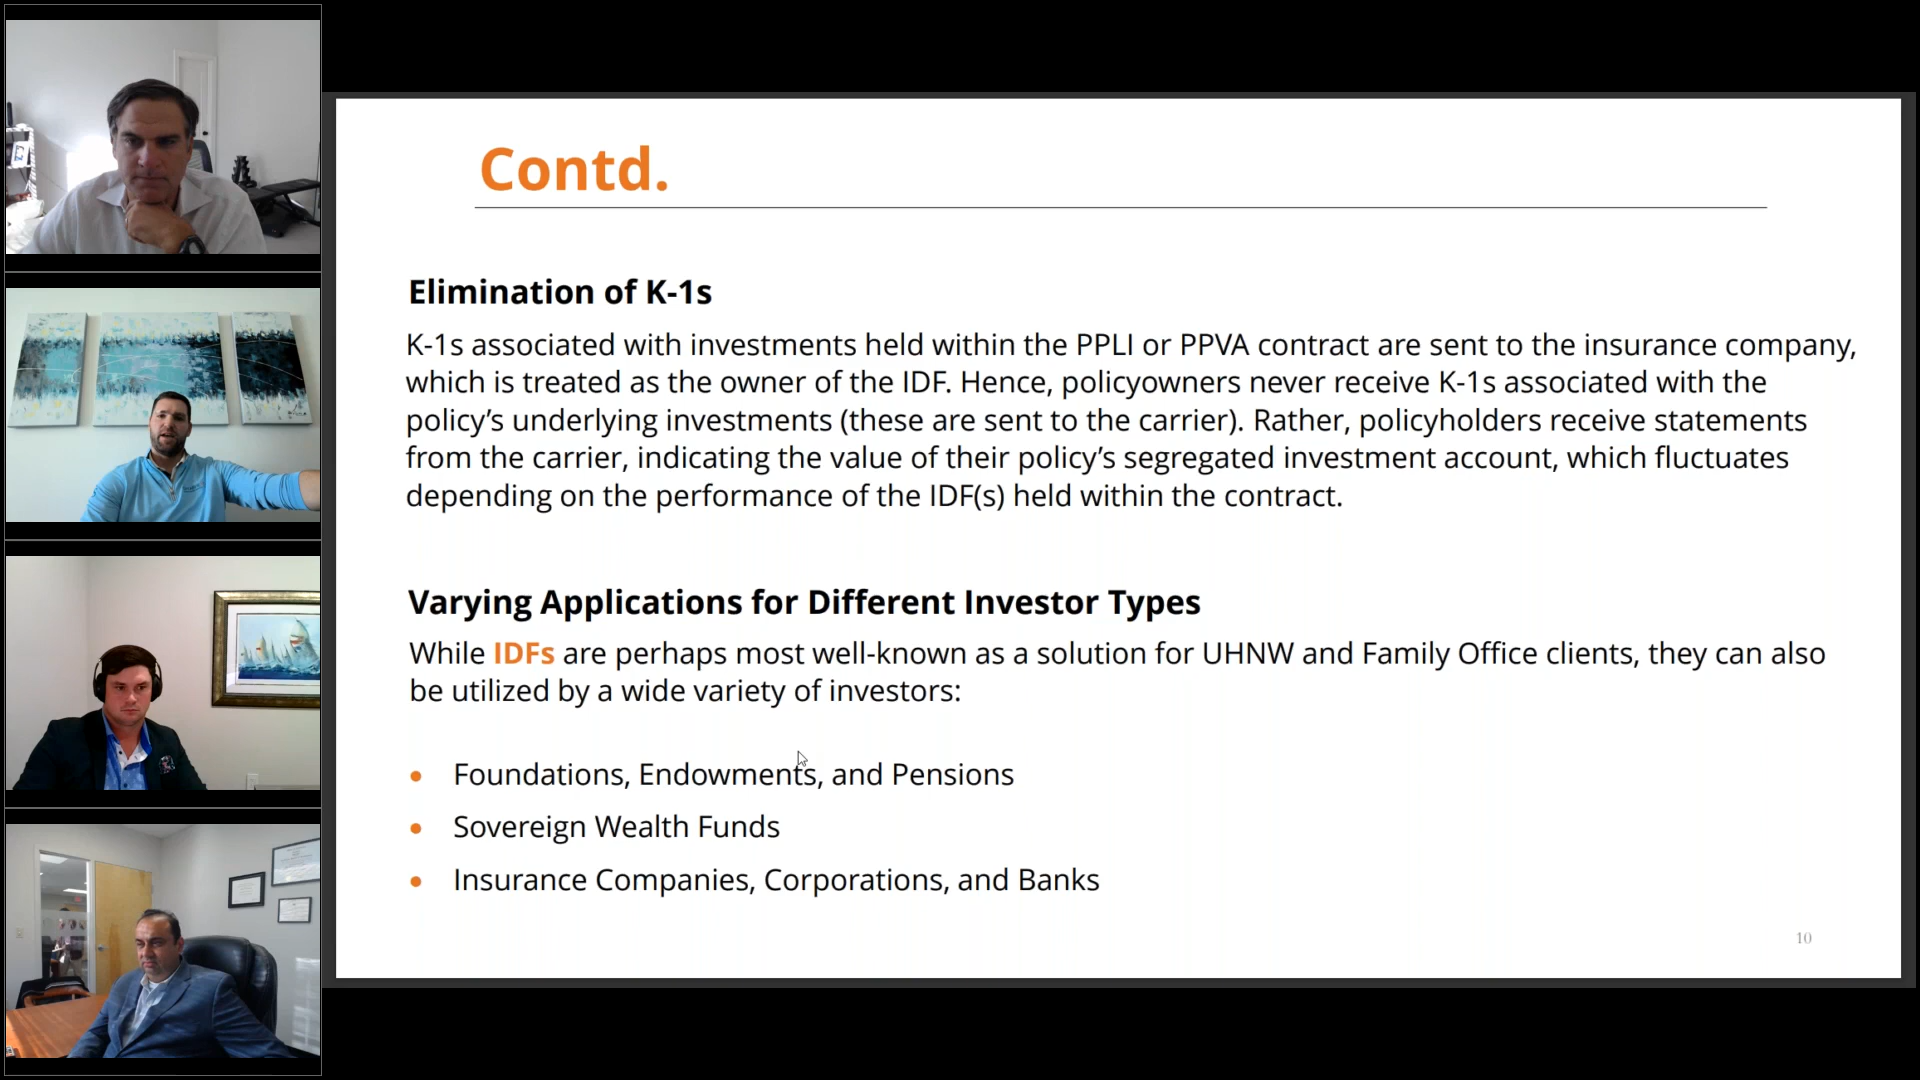 Contd.
Elimination of K-1s
K-1s associated with investments held within the PPLI or PPVA contract are sent to the insurance company,
which is treated as the owner of the IDF. Hence, policyowners never receive K-1s associated with the
policy’s underlying investments (these are sent to the carrier). Rather, policyholders receive statements
from the carrier, indicating the value of their policy’s segregated investment account, which fluctuates
depending on the performance of the IDF(s) held within the contract.
Varying Applications for Different Investor Types
While IDFs are perhaps most well-known as a solution for UHNW and Family Office clients, they can also
be utilized by a wide variety of investors:
• Foundations, Endowments, and Pensions
• Sovereign Wealth Funds
• Insurance Companies, Corporations, and Banks
10